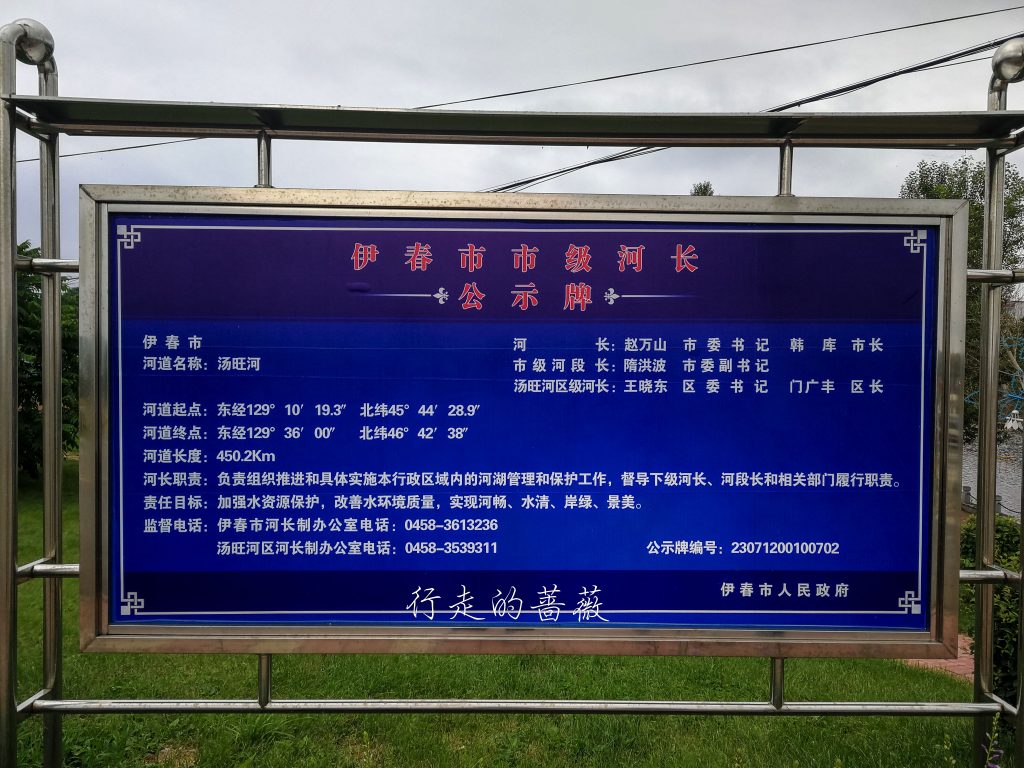 伊春市市级河长
公示牌
伊春市
河道名称：汤旺河
河长：赵万山 市委书记 韩库 市长
市级河段长：隋洪波 市委副书记
汤旺河区级河长：王晓东 区委书记 门广丰 区长
河道起点：东经129° 10′ 19.3″ 北纬45° 44′ 28.9″
河道终点：东经129° 36′ 00″ 北纬46° 42′ 38″
河道长度：450.2Km
河长职责：负责组织推进和具体实施本行政区域内的河湖管理和保护工作，督导下级河长、河段长和相关部门履行职责。
责任目标：加强水资源保护，改善水环境质量，实现河畅、水清、岸绿、景美。
监督电话：伊春市河长制办公室电话：0458-3613236
汤旺河区河长制办公室电话：0458-3539311
公示牌编号：23071200100702
伊春市人民政府
行走的蔷薇